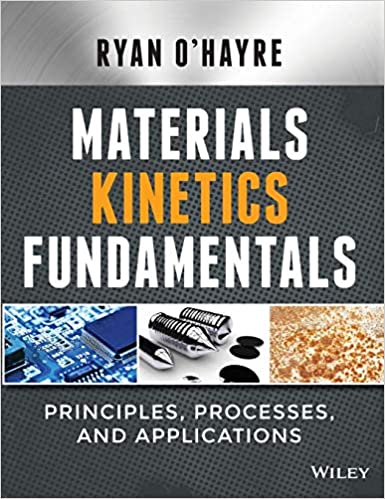 RYAN O'HAYRE
MATERIALS
KINETICS
FUNDAMENTALS
PRINCIPLES, PROCESSES,
AND APPLICATIONS
WILEY